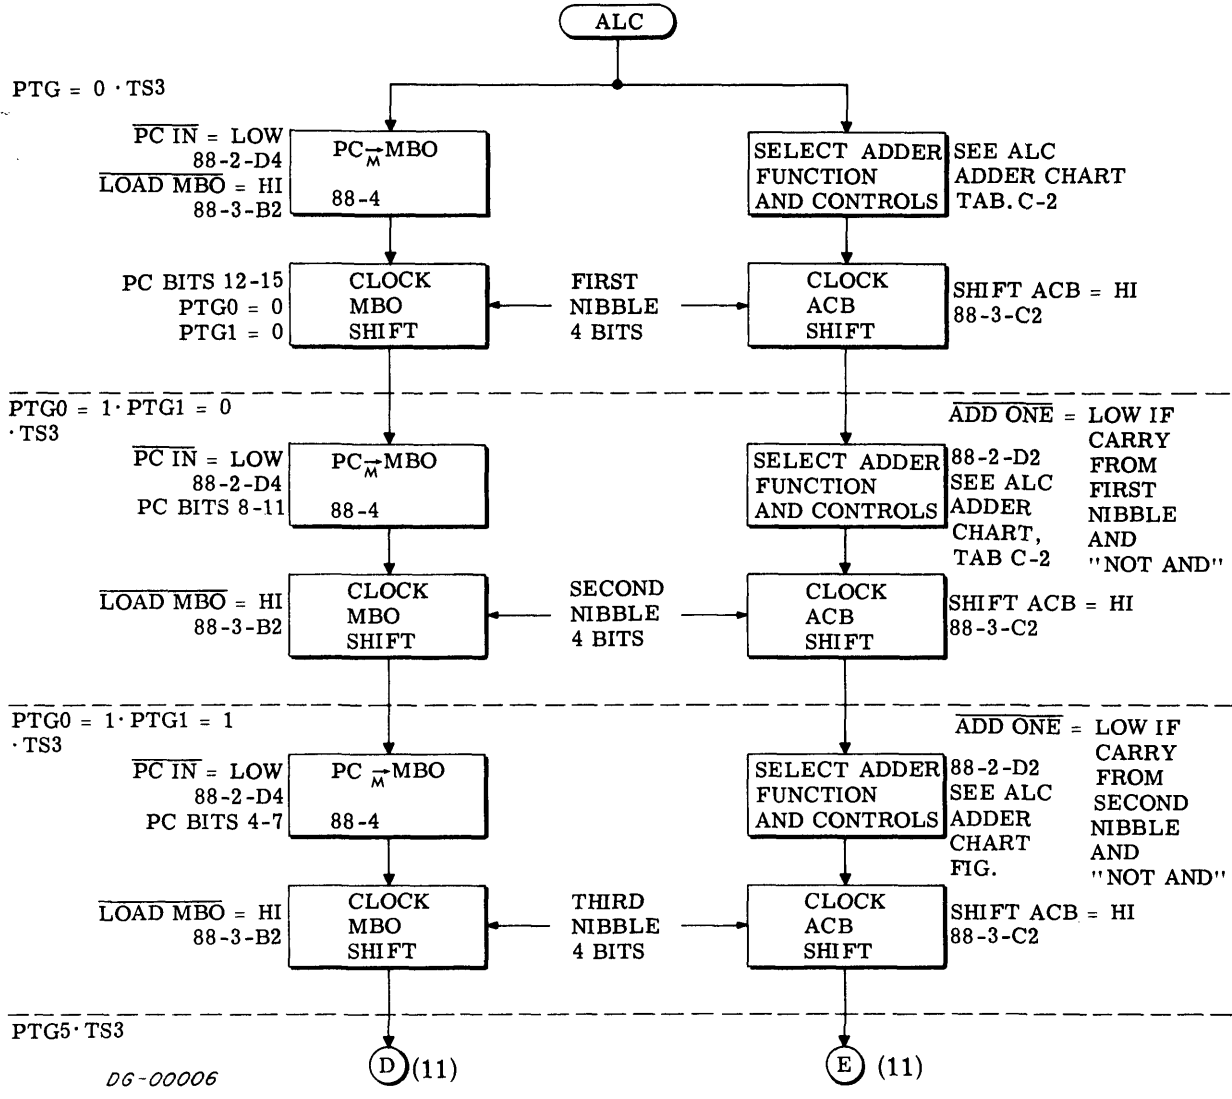 ALC
PTG = 0 · TS3
PC IN = LOW
88-2-D4
LOAD MBO = HI
88-3-B2
PC →M MBO
88-4
SELECT ADDER
FUNCTION
AND CONTROLS
SEE ALC
ADDER CHART
TAB. C-2
PC BITS 12-15
PTG0 = 0
PTG1 = 0
CLOCK
MBO
SHIFT
FIRST
NIBBLE
4 BITS
CLOCK
ACB
SHIFT
SHIFT ACB = HI
88-3-C2
PTG0 = 1 · PTG1 = 0
· TS3
PC IN = LOW
88-2-D4
PC BITS 8-11
PC →M MBO
88-4
SELECT ADDER
FUNCTION
AND CONTROLS
ADD ONE = LOW IF
CARRY
FROM
FIRST
NIBBLE
AND
"NOT AND"
88-2-D2
SEE ALC
ADDER
CHART,
TAB C-2
LOAD MBO = HI
88-3-B2
CLOCK
MBO
SHIFT
SECOND
NIBBLE
4 BITS
CLOCK
ACB
SHIFT
SHIFT ACB = HI
88-3-C2
PTG0 = 1 · PTG1 = 1
· TS3
PC IN = LOW
88-2-D4
PC BITS 4-7
PC →M MBO
88-4
SELECT ADDER
FUNCTION
AND CONTROLS
ADD ONE = LOW IF
CARRY
FROM
SECOND
NIBBLE
AND
"NOT AND"
88-2-D2
SEE ALC
ADDER
CHART
FIG.
LOAD MBO = HI
88-3-B2
CLOCK
MBO
SHIFT
THIRD
NIBBLE
4 BITS
CLOCK
ACB
SHIFT
SHIFT ACB = HI
88-3-C2
PTG5 · TS3
D (11)
E (11)
DG-00006